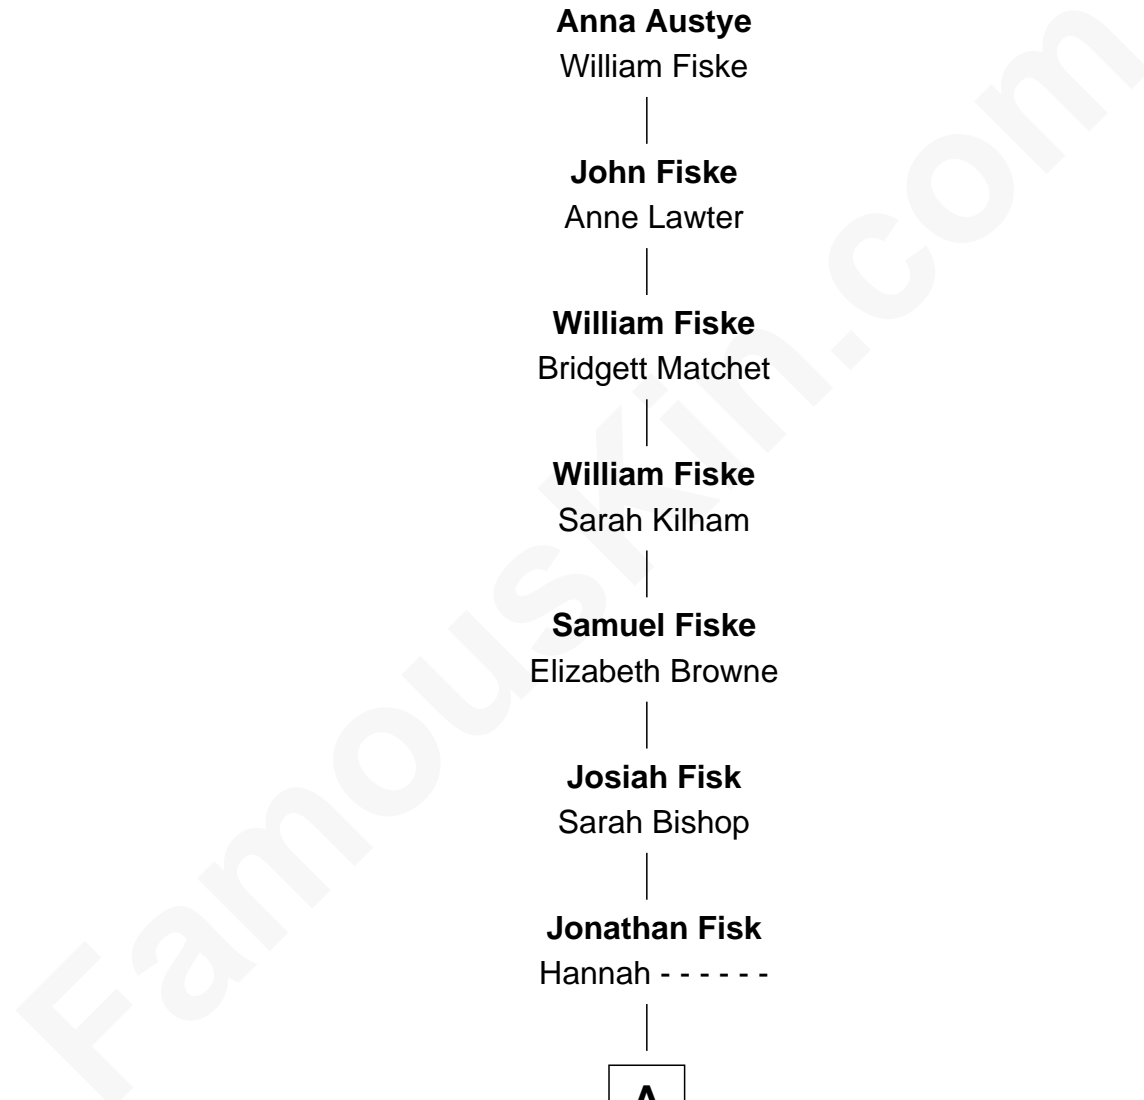 Anna Austye
William Fiske
John Fiske
Anne Lawter
William Fiske
Bridgett Matchet
William Fiske
Sarah Kilham
Samuel Fiske
Elizabeth Browne
Josiah Fisk
Sarah Bishop
Jonathan Fisk
Hannah - - - - - -
A
FamousKin.com